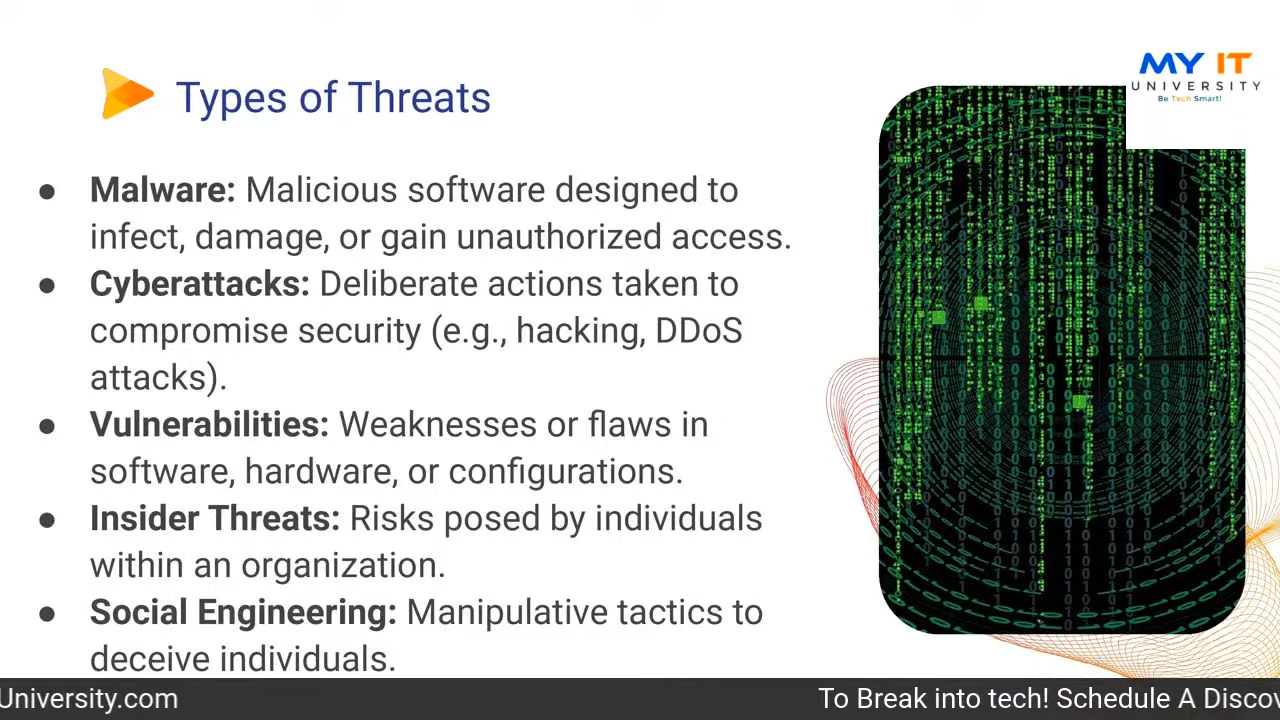 MY IT
UNIVERSITY
Be Tech Smart!
Types of Threats
● Malware: Malicious software designed to
infect, damage, or gain unauthorized access.
● Cyberattacks: Deliberate actions taken to
compromise security (e.g., hacking, DDoS
attacks).
● Vulnerabilities: Weaknesses or flaws in
software, hardware, or configurations.
● Insider Threats: Risks posed by individuals
within an organization.
● Social Engineering: Manipulative tactics to
deceive individuals.
University.com To Break into tech! Schedule A Disco